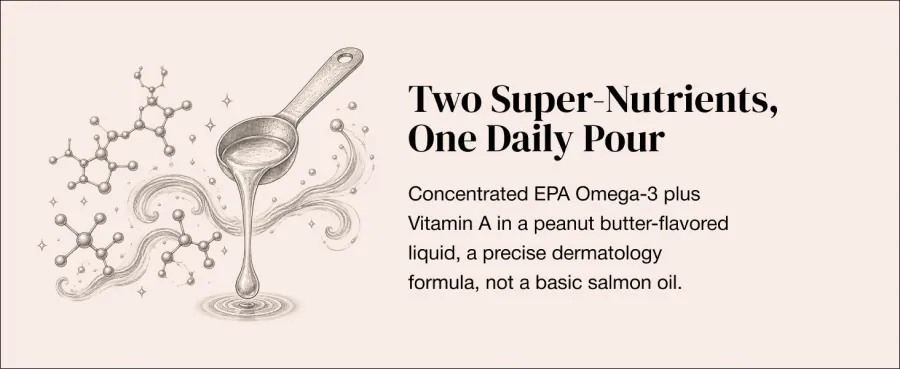 Two Super-Nutrients,
One Daily Pour
Concentrated EPA Omega-3 plus
Vitamin A in a peanut butter-flavored
liquid, a precise dermatology
formula, not a basic salmon oil.